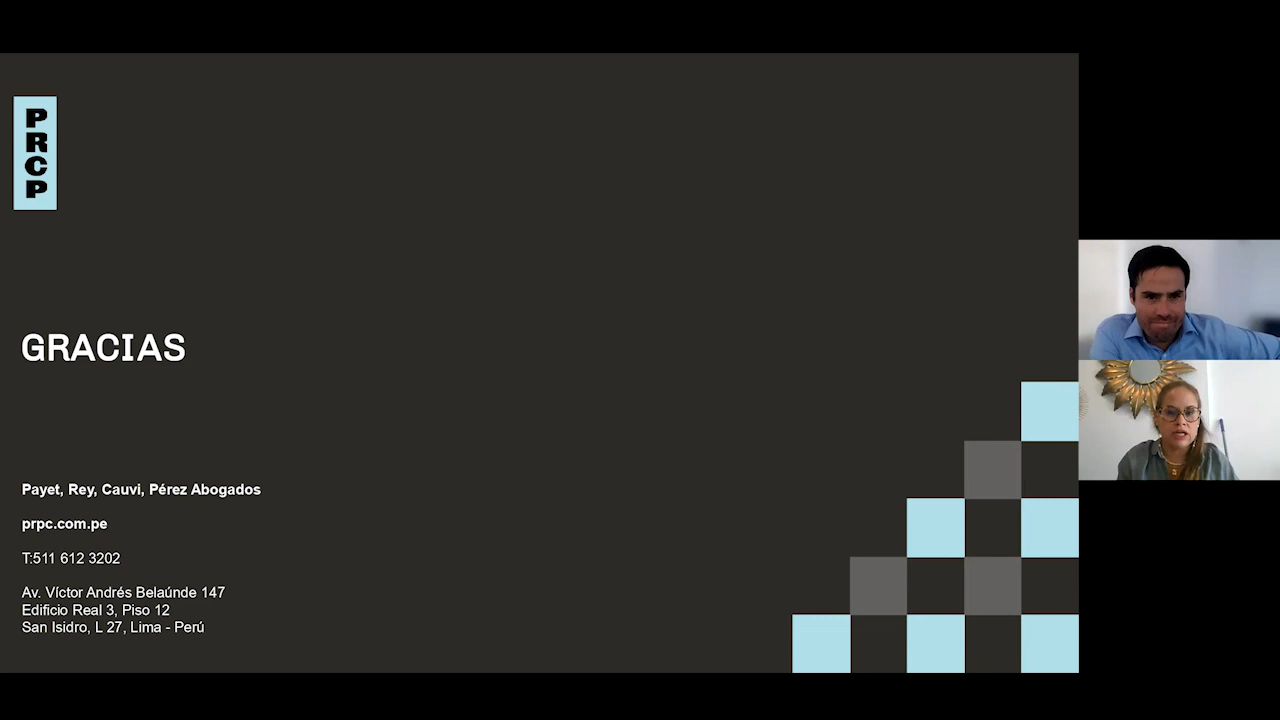 PRCP
GRACIAS
Payet, Rey, Cauvi, Pérez Abogados
prpc.com.pe
T:511 612 3202
Av. Víctor Andrés Belaúnde 147
Edificio Real 3, Piso 12
San Isidro, L 27, Lima - Perú